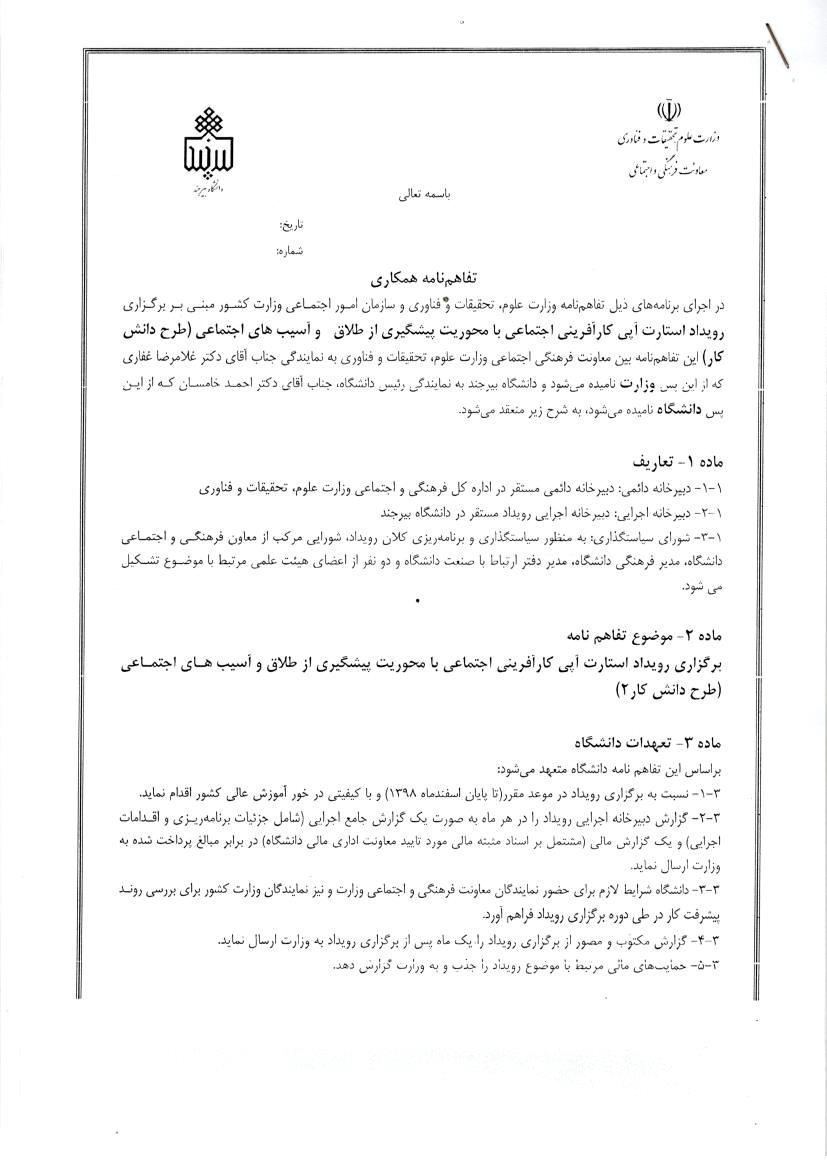 وزارت علوم تحقیقات و فناوری
معاونت فرهنگی و اجتماعی
دانشگاه بیرجند
باسمه تعالی
تاریخ:
شماره:
تفاهم‌نامه همکاری
در اجرای برنامه‌های ذیل تفاهم‌نامه وزارت علوم، تحقیقات و فناوری و سازمان امور اجتماعی وزارت کشور مبنی بر برگزاری
رویداد استارت آپی کارآفرینی اجتماعی با محوریت پیشگیری از طلاق و آسیب های اجتماعی (طرح دانش
کار) این تفاهم‌نامه بین معاونت فرهنگی اجتماعی وزارت علوم، تحقیقات و فناوری به نمایندگی جناب آقای دکتر غلامرضا غفاری
که از این پس وزارت نامیده می‌شود و دانشگاه بیرجند به نمایندگی رئیس دانشگاه، جناب آقای دکتر احمد خامسان که از این
پس دانشگاه نامیده می‌شود، به شرح زیر منعقد می‌شود.
ماده ۱- تعاریف
۱-۱- دبیرخانه دائمی: دبیرخانه دائمی مستقر در اداره کل فرهنگی و اجتماعی وزارت علوم، تحقیقات و فناوری
۱-۲- دبیرخانه اجرایی: دبیرخانه اجرایی رویداد مستقر در دانشگاه بیرجند
۱-۳- شورای سیاستگذاری: به منظور سیاستگذاری و برنامه‌ریزی کلان رویداد، شورایی مرکب از معاون فرهنگی و اجتماعی
دانشگاه، مدیر فرهنگی دانشگاه، مدیر دفتر ارتباط با صنعت دانشگاه و دو نفر از اعضای هیئت علمی مرتبط با موضوع تشکیل
می شود.
ماده ۲- موضوع تفاهم نامه
برگزاری رویداد استارت آپی کارآفرینی اجتماعی با محوریت پیشگیری از طلاق و آسیب های اجتماعی
(طرح دانش کار۲)
ماده ۳- تعهدات دانشگاه
براساس این تفاهم نامه دانشگاه متعهد می‌شود:
۳-۱- نسبت به برگزاری رویداد در موعد مقرر(تا پایان اسفندماه ۱۳۹۸) و با کیفیتی در خور آموزش عالی کشور اقدام نماید.
۳-۲- گزارش دبیرخانه اجرایی رویداد را در هر ماه به صورت یک گزارش جامع اجرایی (شامل جزئیات برنامه‌ریزی و اقدامات
اجرایی) و یک گزارش مالی (مشتمل بر اسناد مثبته مالی مورد تایید معاونت اداری مالی دانشگاه) در برابر مبالغ پرداخت شده به
وزارت ارسال نماید.
۳-۳- دانشگاه شرایط لازم برای حضور نمایندگان معاونت فرهنگی و اجتماعی وزارت و نیز نمایندگان وزارت کشور برای بررسی روند
پیشرفت کار در طی دوره برگزاری رویداد فراهم آورد.
۳-۴- گزارش مکتوب و مصور از برگزاری رویداد را یک ماه پس از برگزاری رویداد به وزارت ارسال نماید.
۳-۵- حمایت‌های مالی مرتبط با موضوع رویداد را جذب و به وزارت گزارش دهد.